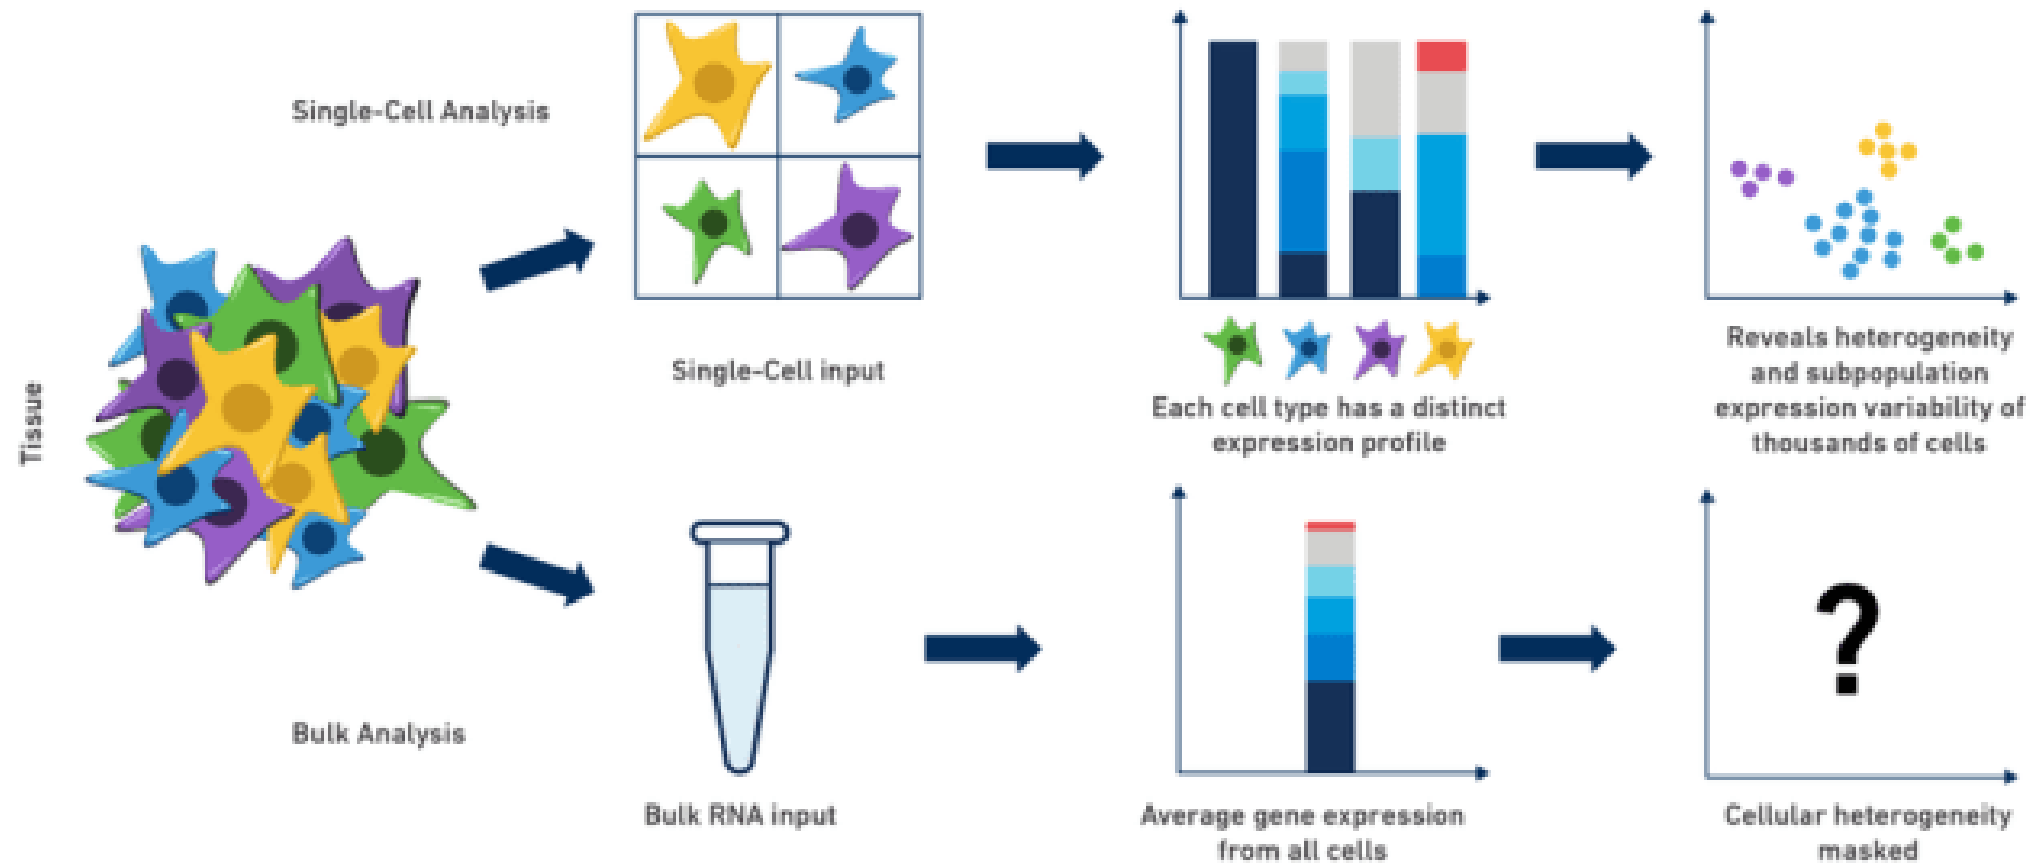 Tissue
Single-Cell Analysis
Single-Cell input
Each cell type has a distinct
expression profile
Reveals heterogeneity
and subpopulation
expression variability of
thousands of cells
Bulk Analysis
Bulk RNA input
Average gene expression
from all cells
?
Cellular heterogeneity
masked